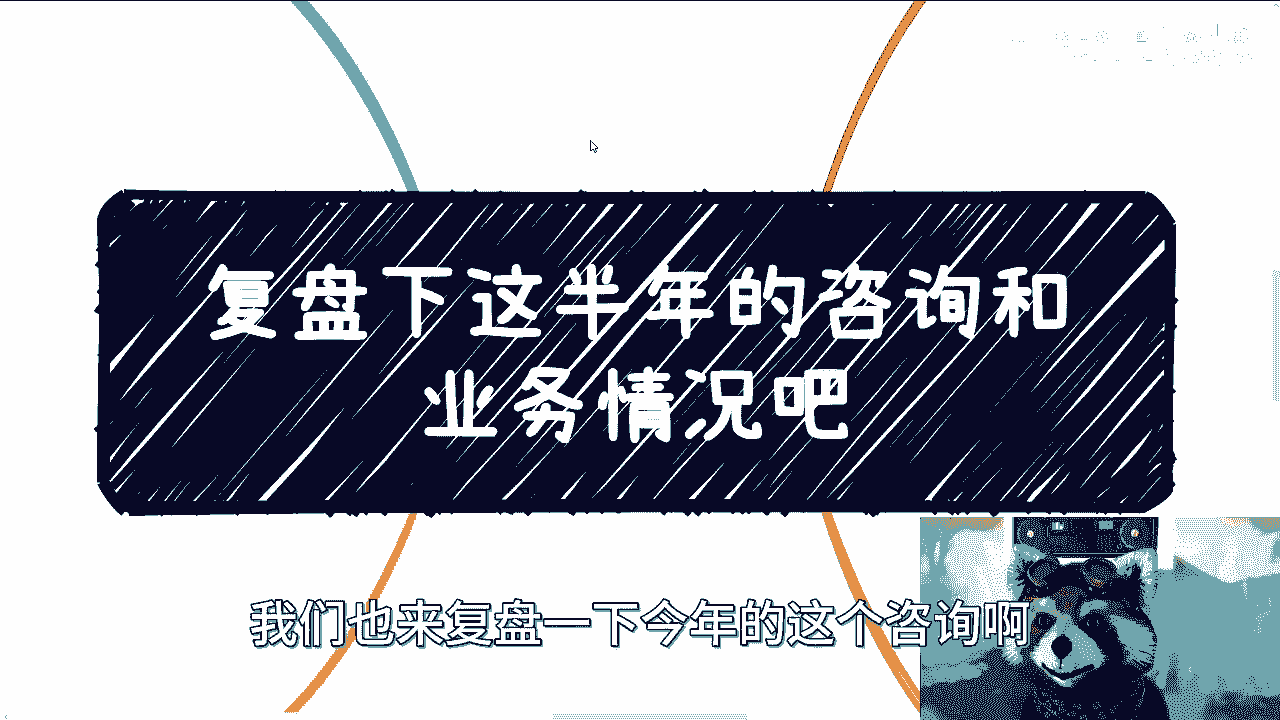 复盘下这半年的咨询和
业务情况吧
我们也来复盘一下今年的这个咨询啊